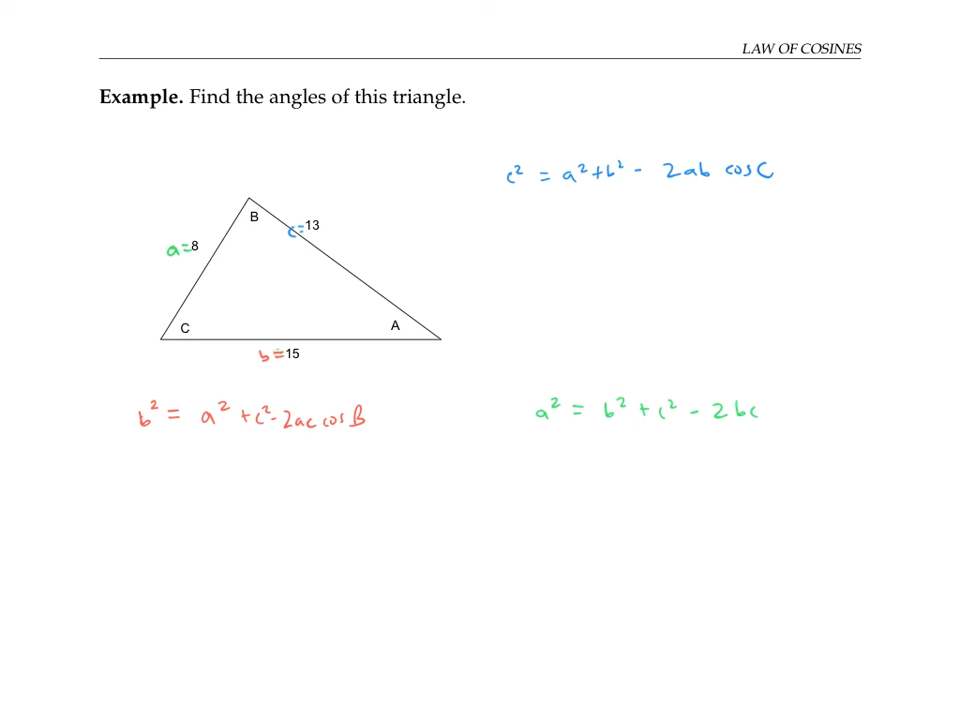 LAW OF COSINES
Example. Find the angles of this triangle.
c² = a² + b² - 2ab cos C
B
c=13
a=8
C
A
b=15
b² = a² + c² - 2ac cos B
a² = b² + c² - 2bc